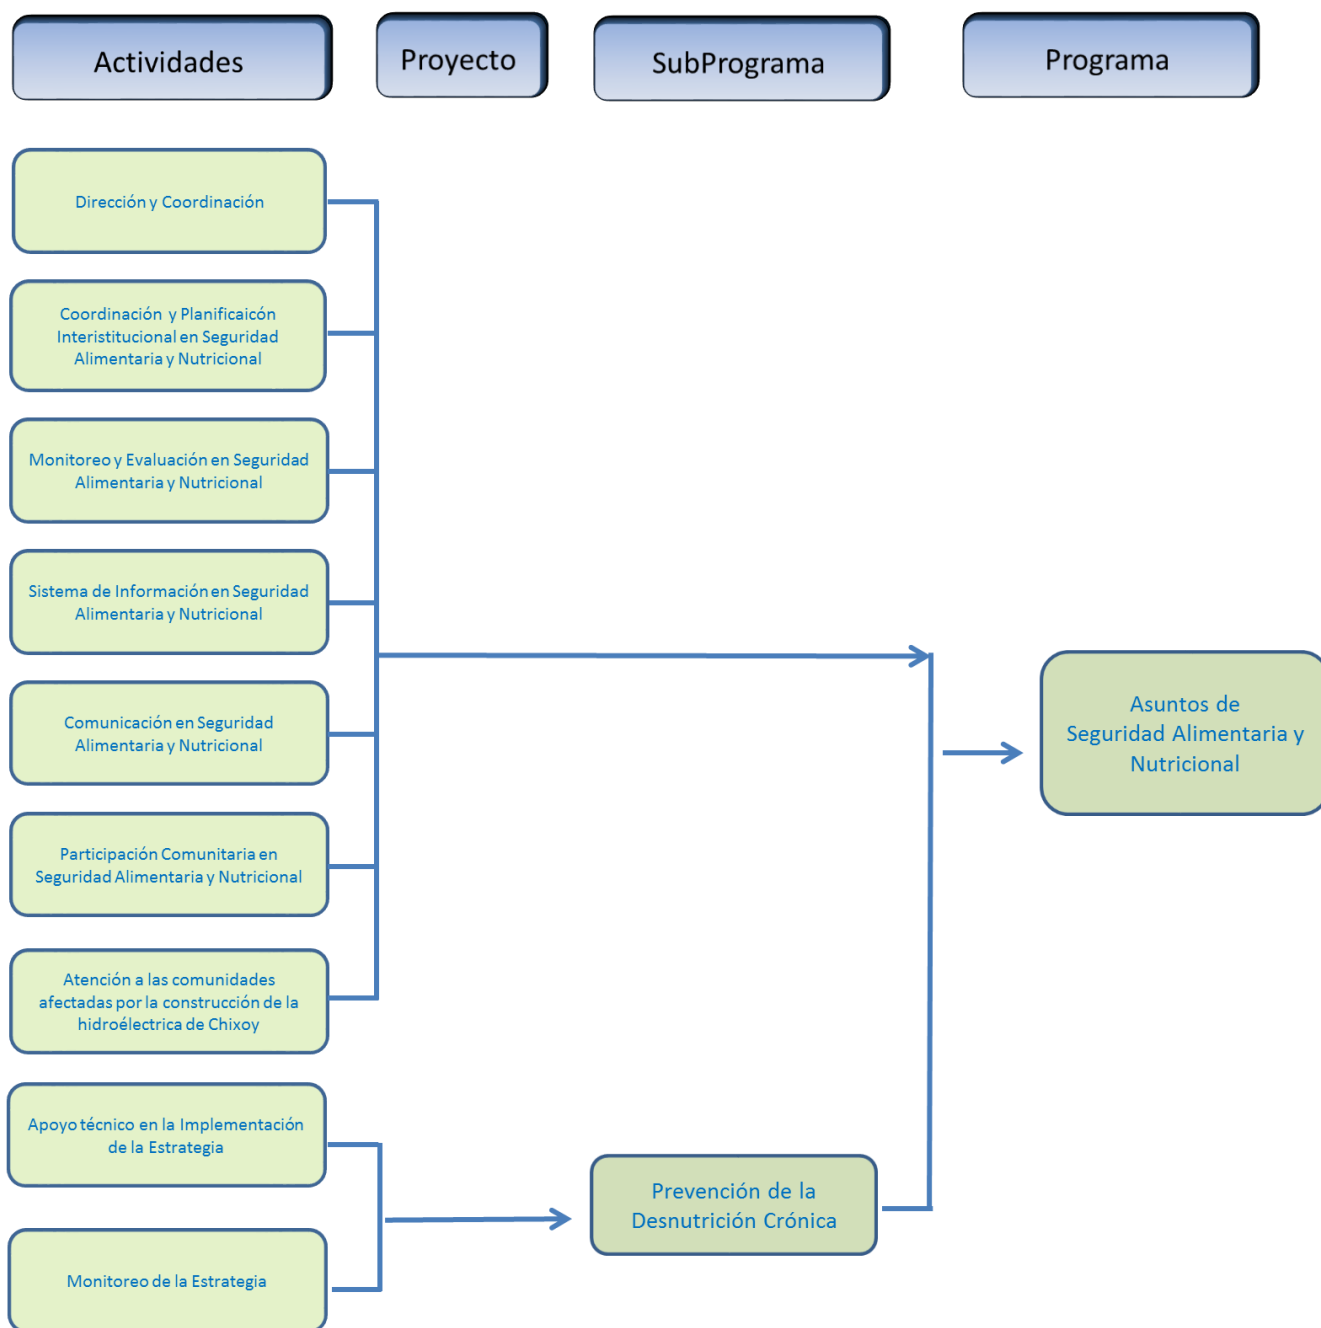 Actividades
Proyecto
SubPrograma
Programa
Dirección y Coordinación
Coordinación y Planificaicón
Interistitucional en Seguridad
Alimentaria y Nutricional
Monitoreo y Evaluación en Seguridad
Alimentaria y Nutricional
Sistema de Información en Seguridad
Alimentaria y Nutricional
Comunicación en Seguridad
Alimentaria y Nutricional
Participación Comunitaria en
Seguridad Alimentaria y Nutricional
Atención a las comunidades
afectadas por la construcción de la
hidroélectrica de Chixoy
Apoyo técnico en la Implementación
de la Estrategia
Monitoreo de la Estrategia
Prevención de la
Desnutrición Crónica
Asuntos de
Seguridad Alimentaria y
Nutricional